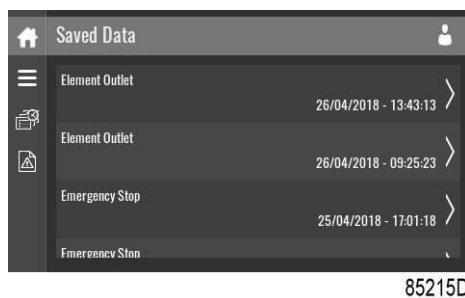 Saved Data
Element Outlet
26/04/2018 - 13:43:13
Element Outlet
26/04/2018 - 09:25:23
Emergency Stop
25/04/2018 - 17:01:18
Emergency Stop
85215D